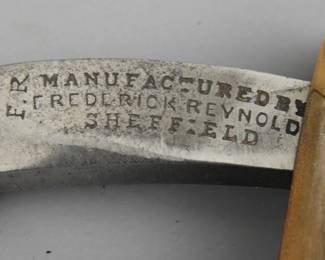 MANUFACTURED BY
FREDERICK REYNOLD
SHEFFIELD